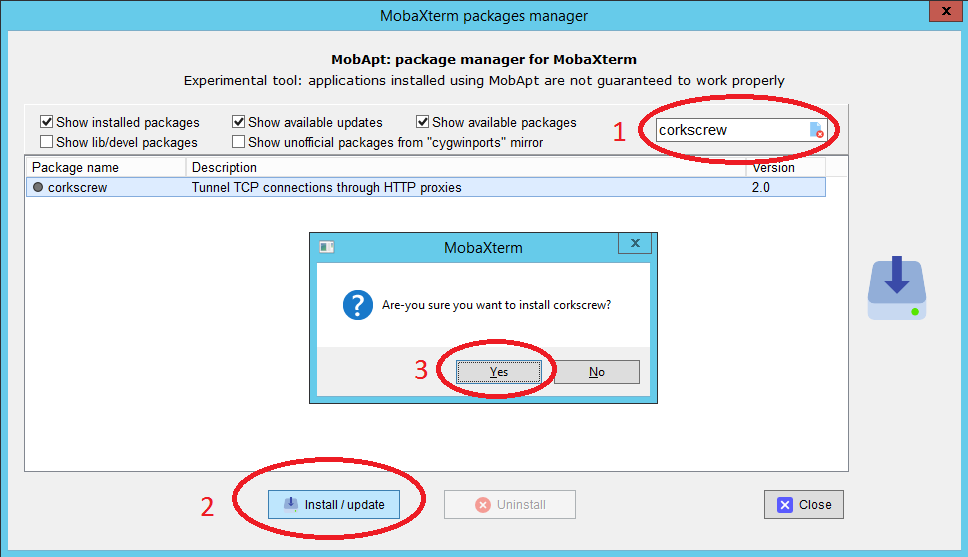 MobaXterm packages manager
x
MobApt: package manager for MobaXterm
Experimental tool: applications installed using MobApt are not guaranteed to work properly
Show installed packages Show available updates Show available packages 1 corkscrew
Show lib/devel packages Show unofficial packages from "cygwinports" mirror
Package name Description Version
corkscrew Tunnel TCP connections through HTTP proxies 2.0
MobaXterm x
? Are-you sure you want to install corkscrew?
3 Yes No
2 Install / update Uninstall Close